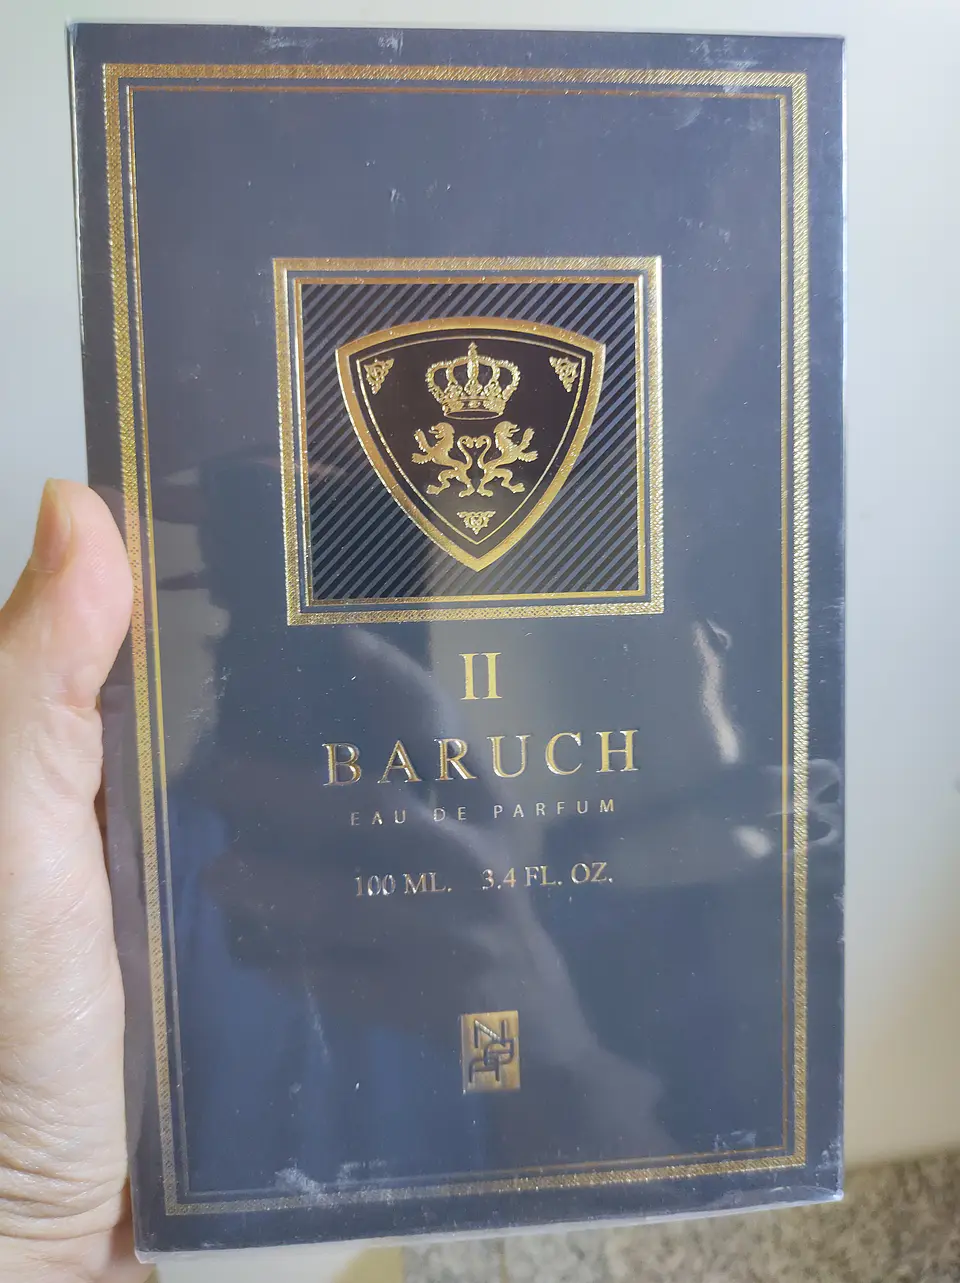 II
BARUCH
EAU DE PARFUM
100 ML. 3.4 FL. OZ.